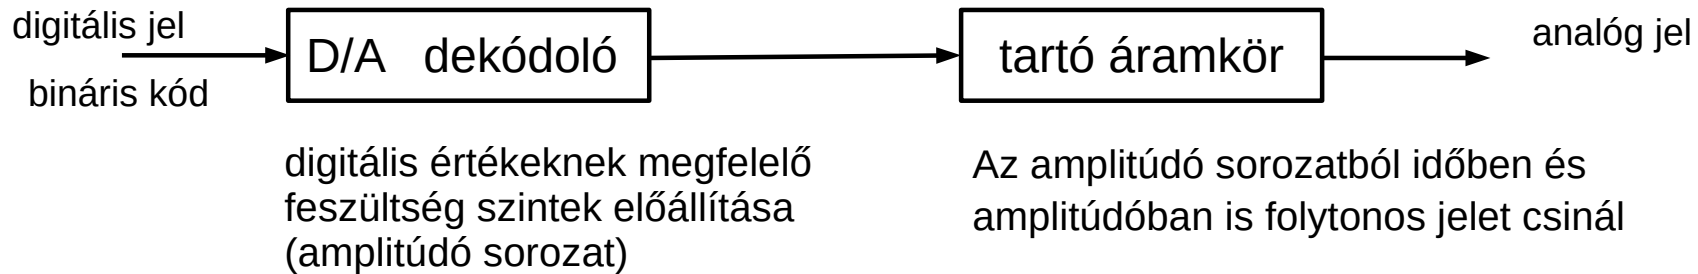 digitális jel
bináris kód
D/A dekódoló
tartó áramkör
analóg jel
digitális értékeknek megfelelő
feszültség szintek előállítása
(amplitúdó sorozat)
Az amplitúdó sorozatból időben és
amplitúdóban is folytonos jelet csinál